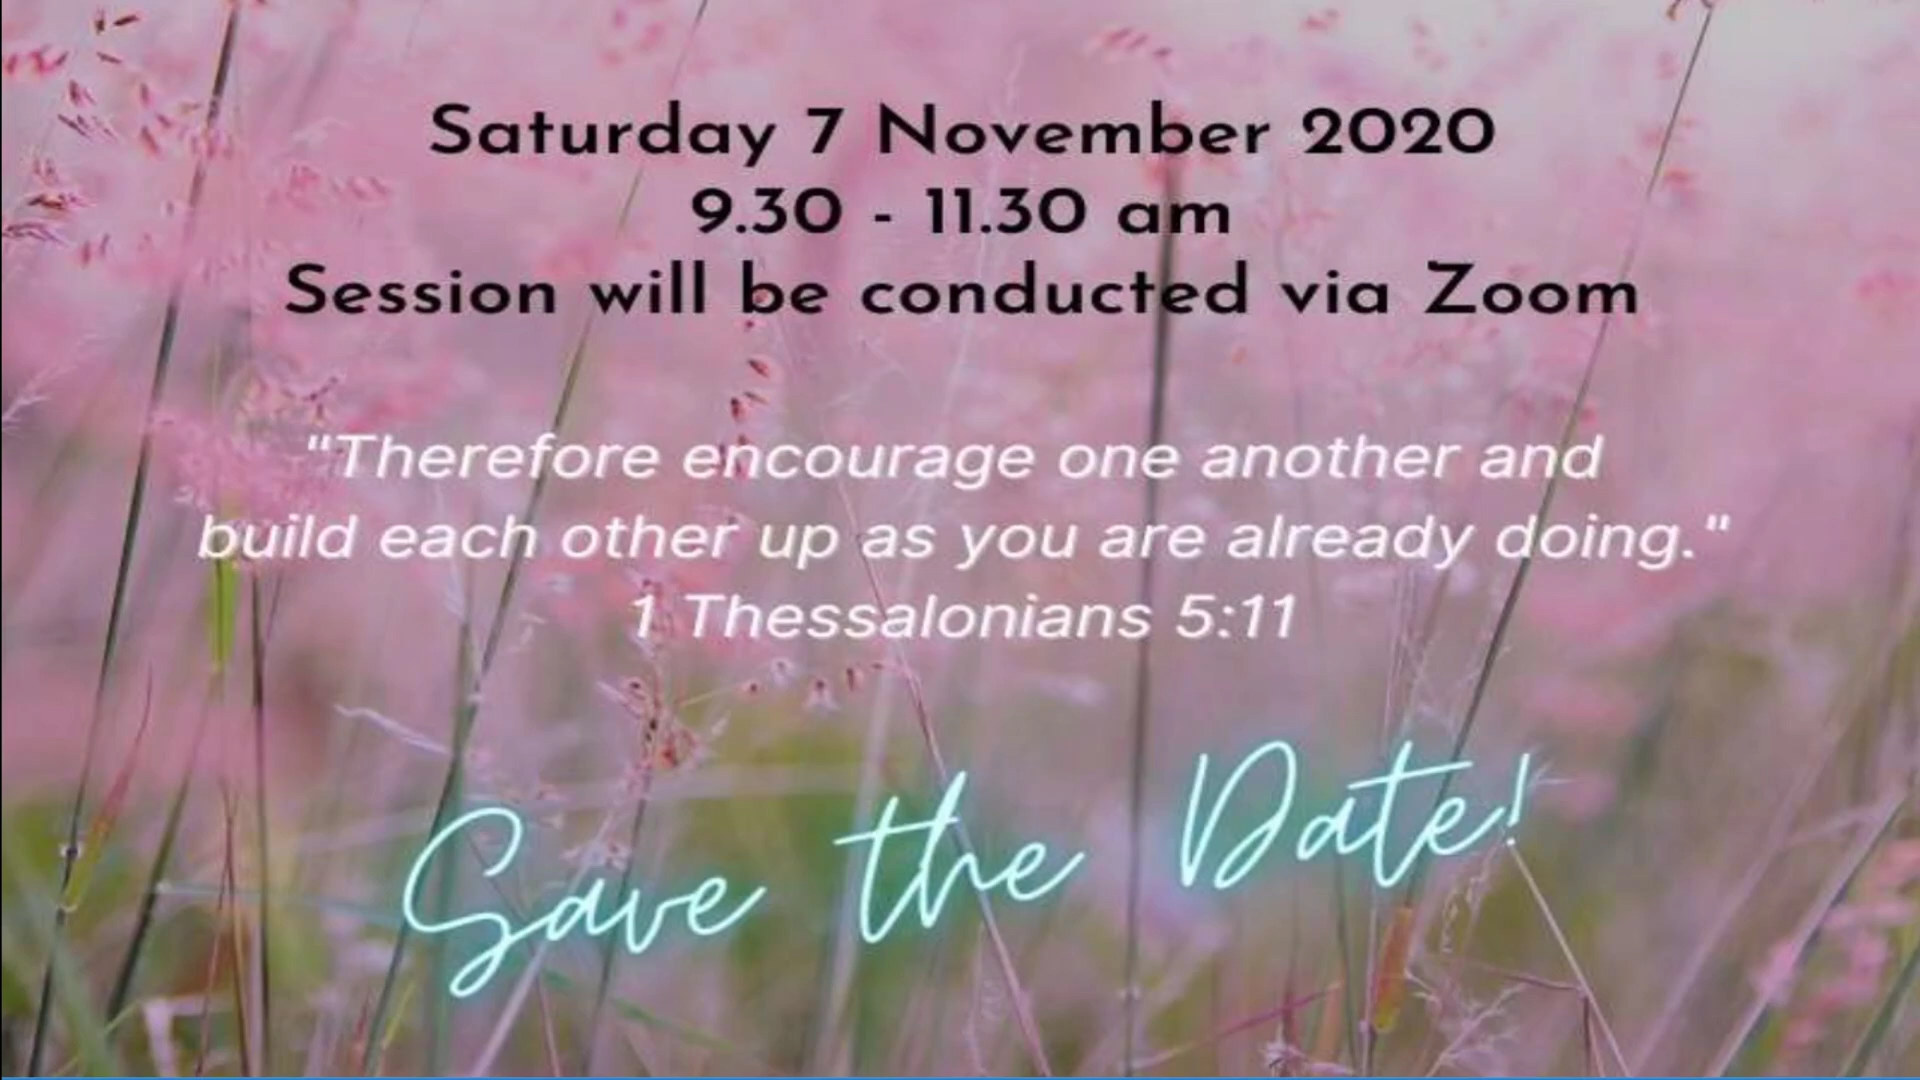 Saturday 7 November 2020
9.30 - 11.30 am
Session will be conducted via Zoom
"Therefore encourage one another and
build each other up as you are already doing."
1 Thessalonians 5:11
Save the Date!